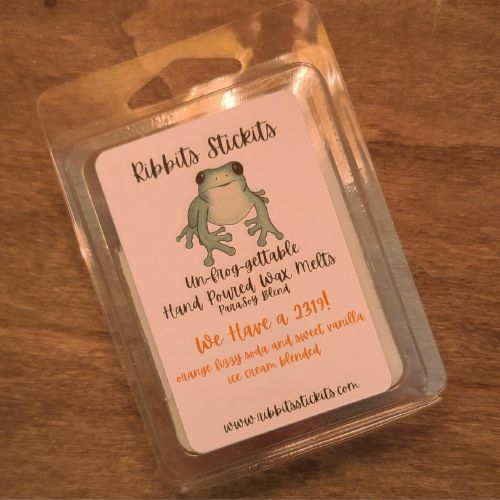 Ribbits Stickits
Un-frog-gettable
Hand Poured Wax Melts
ParaSoy Blend
We Have a 2319!
orange fizzy soda and sweet vanilla
ice cream blended
www.ribbitsstickits.com